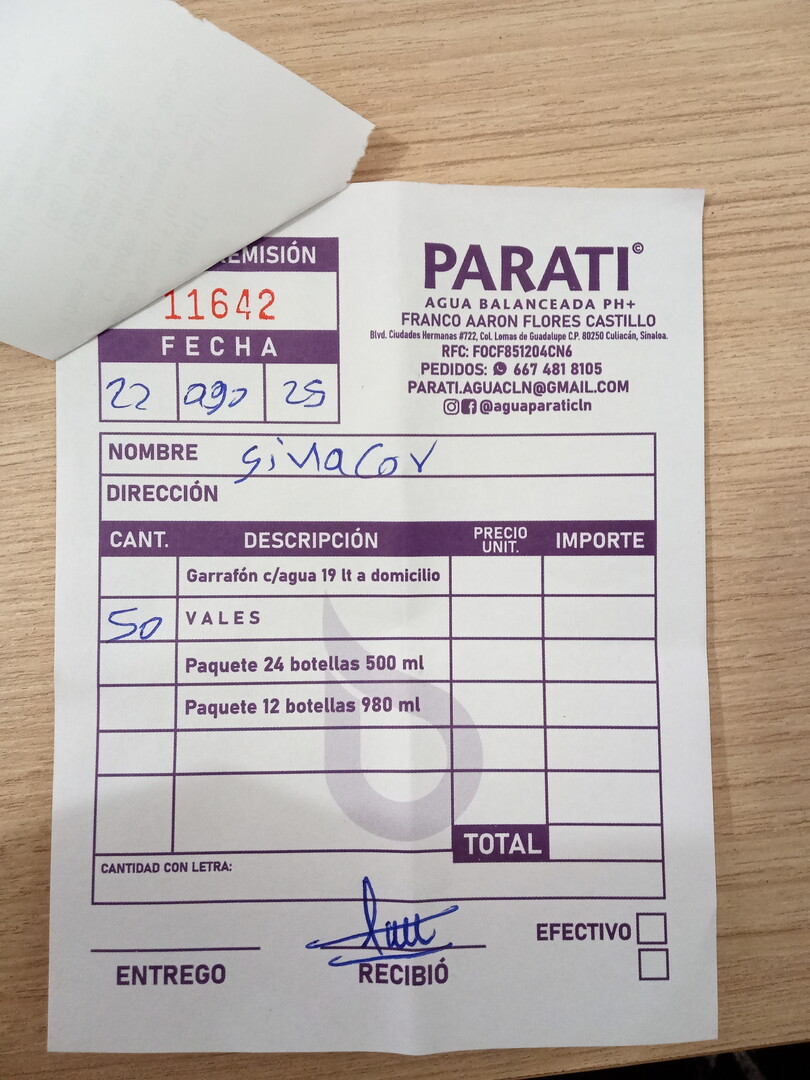 EMISIÓN
11642
FECHA
22 ago 25
PARATI©
AGUA BALANCEADA PH+
FRANCO AARON FLORES CASTILLO
Blvd. Ciudades Hermanas #722, Col. Lomas de Guadalupe C.P. 80250 Culiacán, Sinaloa.
RFC: FOCF851204CN6
PEDIDOS: 667 481 8105
PARATI.AGUACLN@GMAIL.COM
@aguaparaticln
NOMBRE Sinacor
DIRECCIÓN
CANT. DESCRIPCIÓN PRECIO UNIT. IMPORTE
Garrafón c/agua 19 lt a domicilio
50 VALES
Paquete 24 botellas 500 ml
Paquete 12 botellas 980 ml
TOTAL
CANTIDAD CON LETRA:
ENTREGO RECIBIÓ EFECTIVO